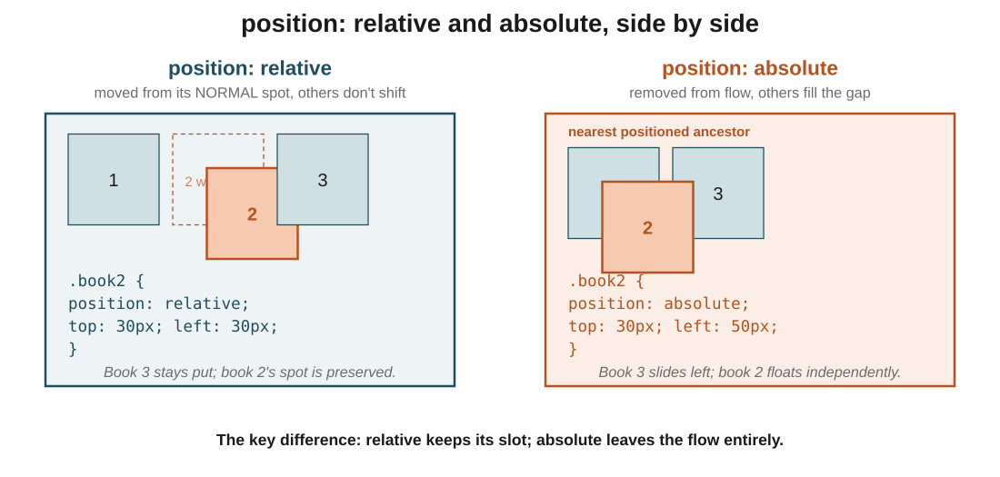 position: relative and absolute, side by side
position: relative
moved from its NORMAL spot, others don't shift
1
2 w
2
3
.book2 {
position: relative;
top: 30px; left: 30px;
}
Book 3 stays put; book 2's spot is preserved.
position: absolute
removed from flow, others fill the gap
nearest positioned ancestor
2
3
.book2 {
position: absolute;
top: 30px; left: 50px;
}
Book 3 slides left; book 2 floats independently.
The key difference: relative keeps its slot; absolute leaves the flow entirely.